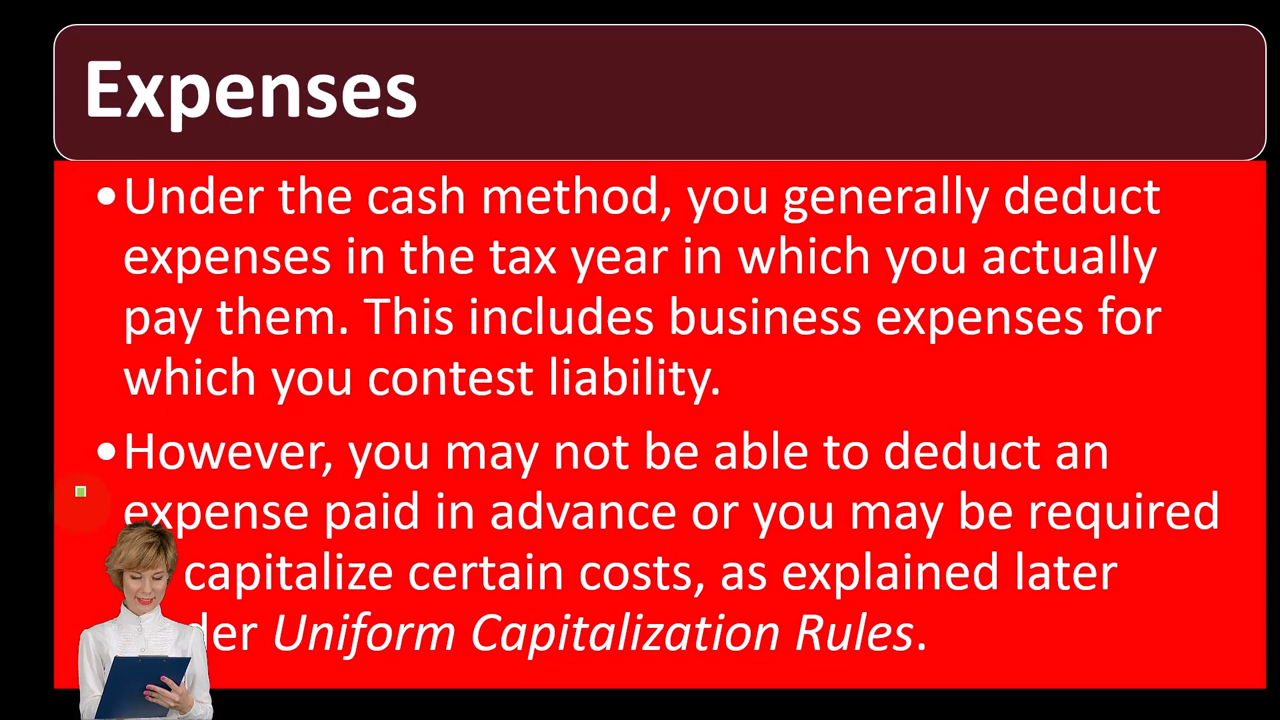 Expenses
•Under the cash method, you generally deduct
expenses in the tax year in which you actually
pay them. This includes business expenses for
which you contest liability.
•However, you may not be able to deduct an
expense paid in advance or you may be required
capitalize certain costs, as explained later
Uniform Capitalization Rules.